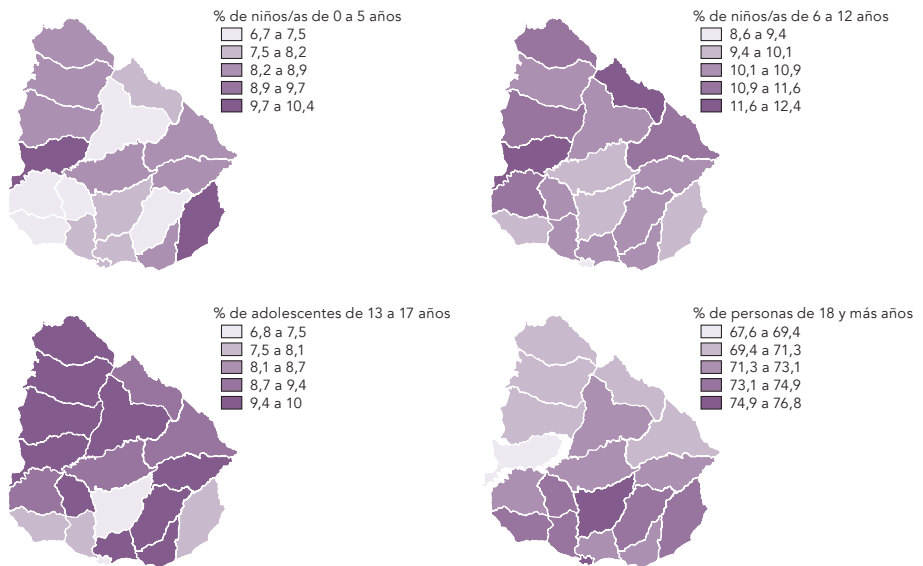 % de niños/as de 0 a 5 años
6,7 a 7,5
7,5 a 8,2
8,2 a 8,9
8,9 a 9,7
9,7 a 10,4
% de niños/as de 6 a 12 años
8,6 a 9,4
9,4 a 10,1
10,1 a 10,9
10,9 a 11,6
11,6 a 12,4
% de adolescentes de 13 a 17 años
6,8 a 7,5
7,5 a 8,1
8,1 a 8,7
8,7 a 9,4
9,4 a 10
% de personas de 18 y más años
67,6 a 69,4
69,4 a 71,3
71,3 a 73,1
73,1 a 74,9
74,9 a 76,8